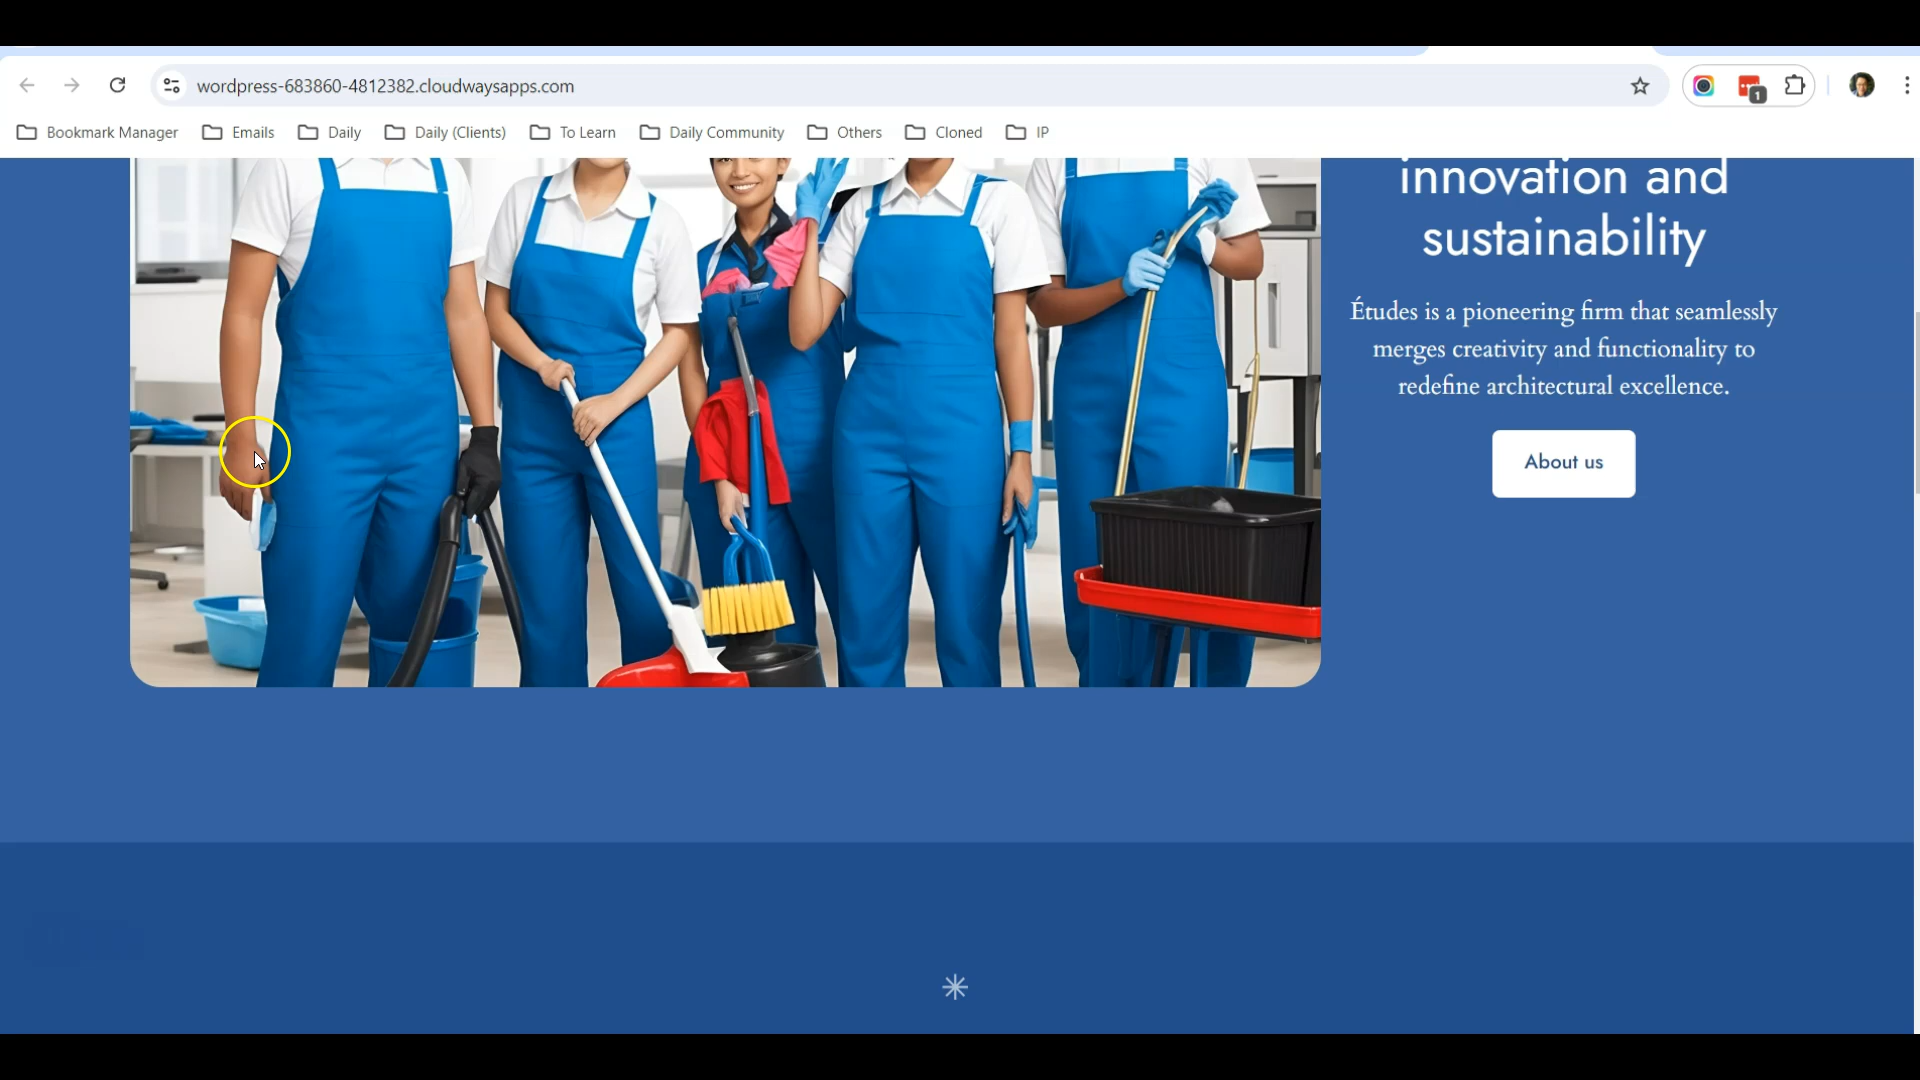 wordpress-683860-4812382.cloudwaysapps.com
1
Bookmark Manager
Emails
Daily
Daily (Clients)
To Learn
Daily Community
Others
Cloned
IP
innovation and
sustainability
Études is a pioneering firm that seamlessly
merges creativity and functionality to
redefine architectural excellence.
About us